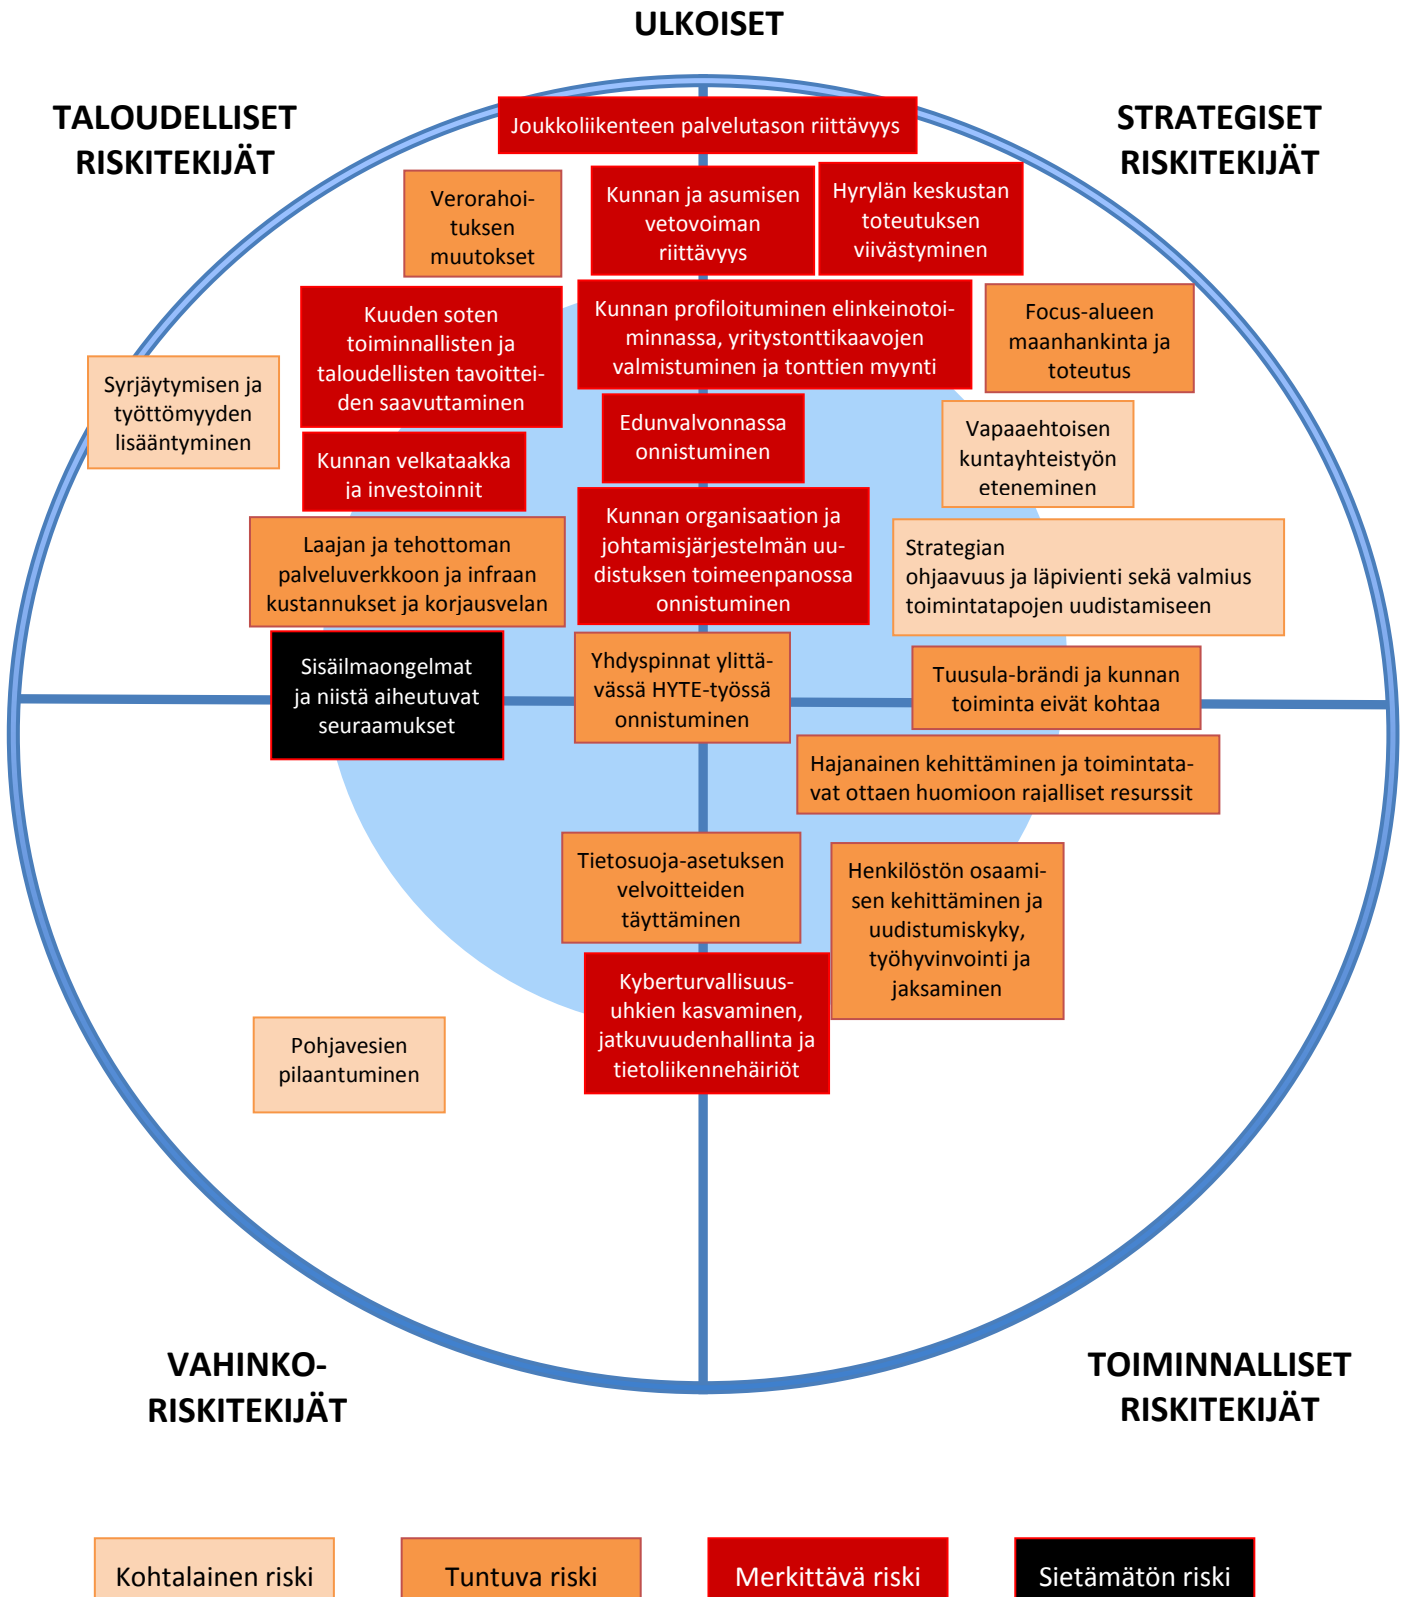 ULKOISET
TALOUDELLISET
RISKITEKIJÄT
STRATEGISET
RISKITEKIJÄT
Joukkoliikenteen palvelutason riittävyys
Verorahoi-
tuksen
muutokset
Kunnan ja asumisen
vetovoiman
riittävyys
Hyrylän keskustan
toteutuksen
viivästyminen
Kuuden soten
toiminnallisten ja
taloudellisten tavoittei-
den saavuttaminen
Kunnan profiloituminen elinkeinotoi-
minnassa, yritystonttikaavojen
valmistuminen ja tonttien myynti
Focus-alueen
maanhankinta ja
toteutus
Syrjäytymisen ja
työttömyyden
lisääntyminen
Edunvalvonnassa
onnistuminen
Vapaaehtoisen
kuntayhteistyön
eteneminen
Kunnan velkataakka
ja investoinnit
Kunnan organisaation ja
johtamisjärjestelmän uu-
distuksen toimeenpanossa
onnistuminen
Laajan ja tehottoman
palveluverkkoon ja infraan
kustannukset ja korjausvelan
Strategian
ohjaavuus ja läpivienti sekä valmius
toimintatapojen uudistamiseen
Sisäilmaongelmat
ja niistä aiheutuvat
seuraamukset
Yhdyspinnat ylittä-
vässä HYTE-työssä
onnistuminen
Tuusula-brändi ja kunnan
toiminta eivät kohtaa
Hajanainen kehittäminen ja toimintata-
vat ottaen huomioon rajalliset resurssit
Tietosuoja-asetuksen
velvoitteiden
täyttäminen
Henkilöstön osaami-
sen kehittäminen ja
uudistumiskyky,
työhyvinvointi ja
jaksaminen
Kyberturvallisuus-
uhkien kasvaminen,
jatkuvuudenhallinta ja
tietoliikennehäiriöt
Pohjavesien
pilaantuminen
VAHINKO-
RISKITEKIJÄT
TOIMINNALLISET
RISKITEKIJÄT
Kohtalainen riski
Tuntuva riski
Merkittävä riski
Sietämätön riski